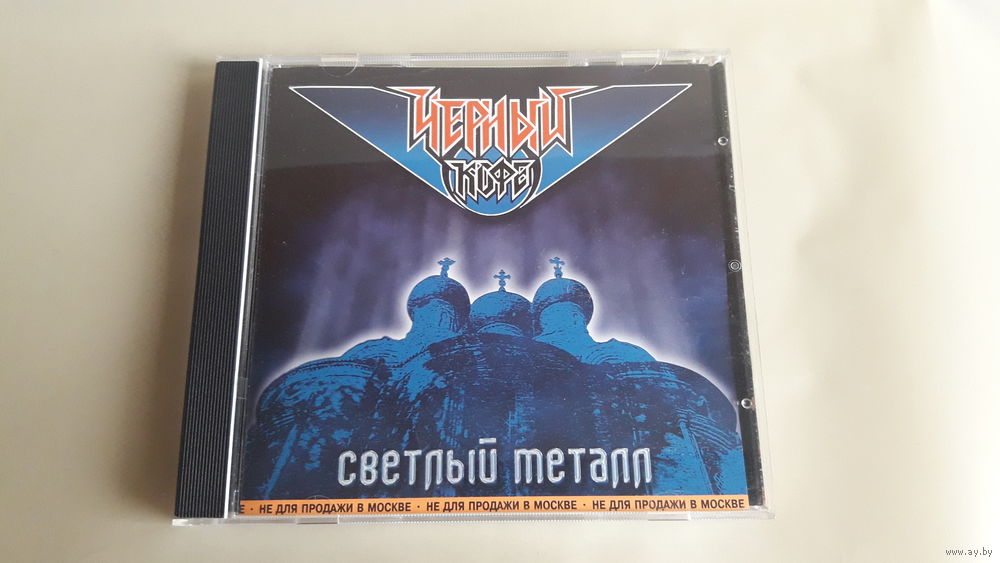 ЧЕРНЫЙ
КОФЕ
светлый металл
Е · НЕ ДЛЯ ПРОДАЖИ В МОСКВЕ · НЕ ДЛЯ ПРОДАЖИ В МОСКВЕ · НЕ ДЛЯ ПРОДАЖИ В МОСКВЕ
www.ay.by